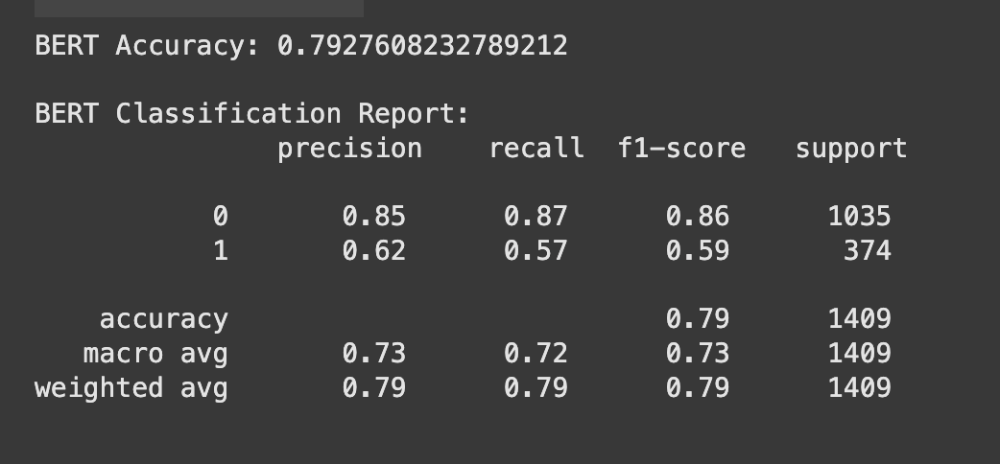 BERT Accuracy: 0.7927608232789212
BERT Classification Report:
precision recall f1-score support
0 0.85 0.87 0.86 1035
1 0.62 0.57 0.59 374
accuracy 0.79 1409
macro avg 0.73 0.72 0.73 1409
weighted avg 0.79 0.79 0.79 1409